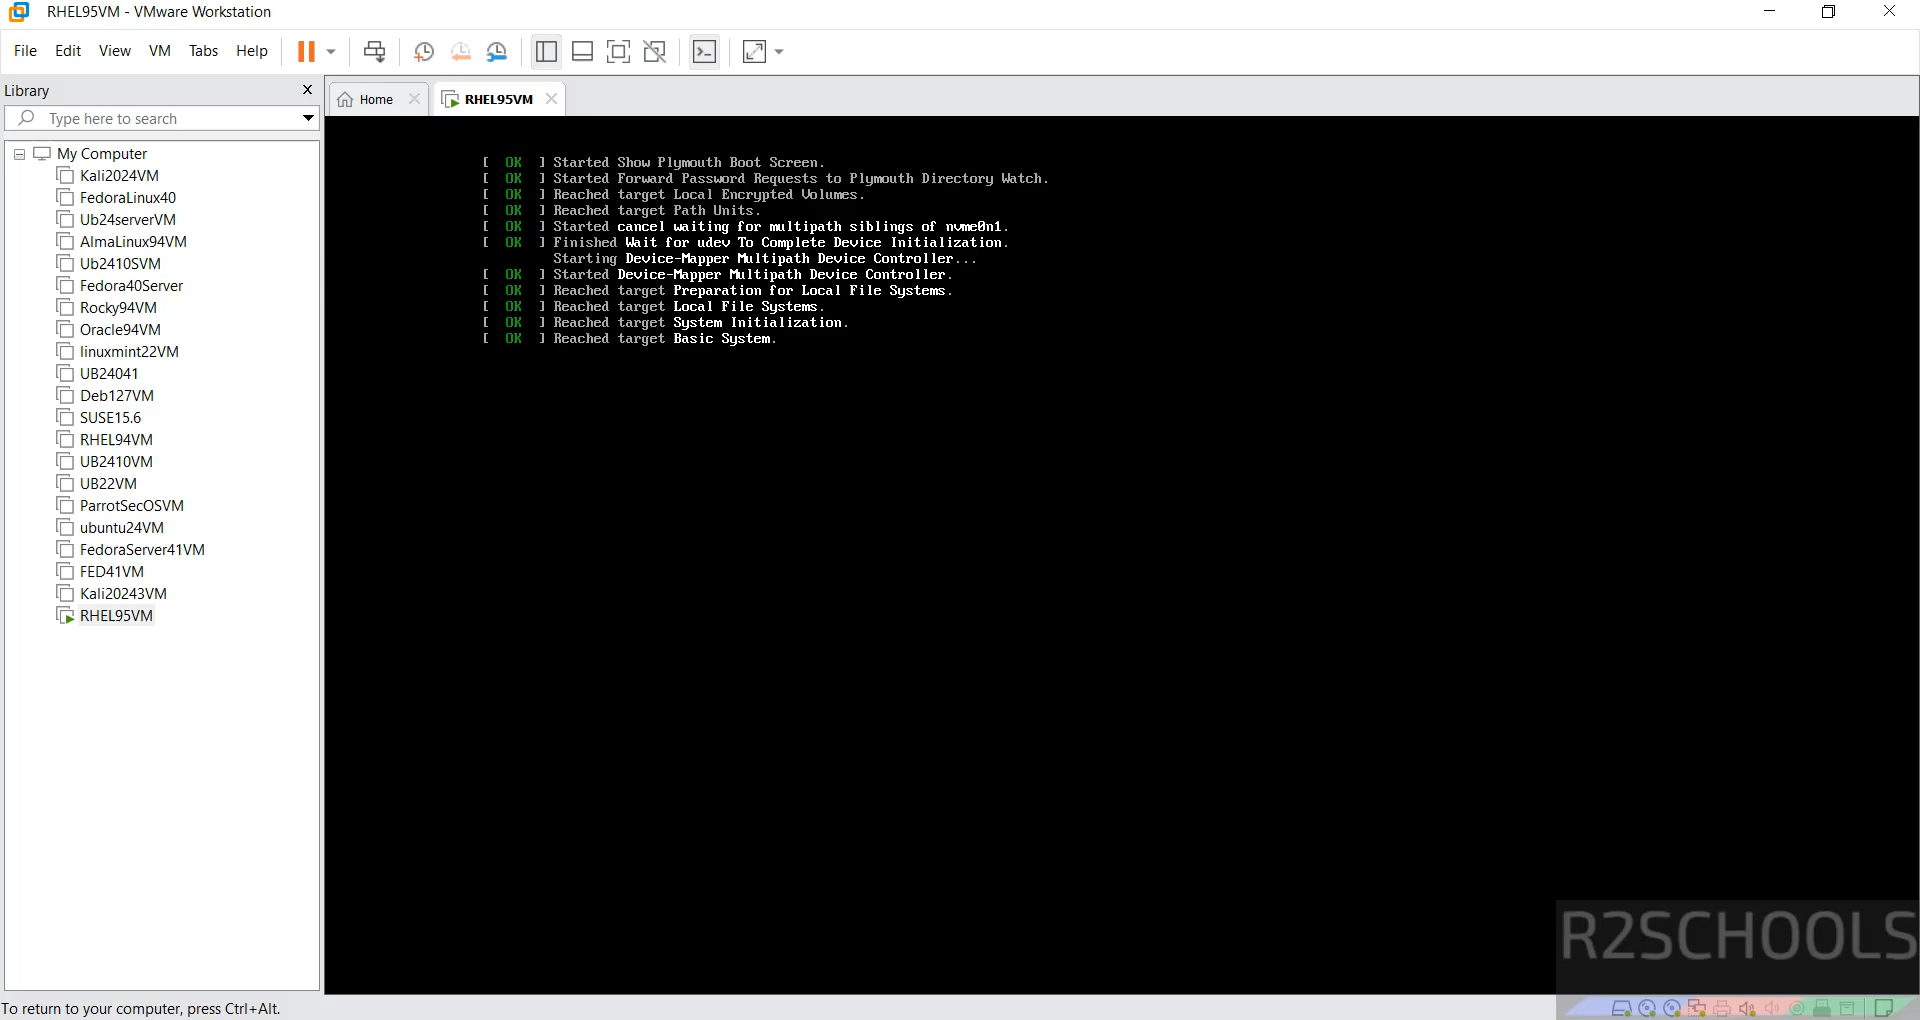 RHEL95VM - VMware Workstation
File Edit View VM Tabs Help
Library
Type here to search
Home
RHEL95VM
My Computer
Kali2024VM
FedoraLinux40
Ub24serverVM
AlmaLinux94VM
Ub2410SVM
Fedora40Server
Rocky94VM
Oracle94VM
linuxmint22VM
UB24041
Deb127VM
SUSE15.6
RHEL94VM
UB2410VM
UB22VM
ParrotSecOSVM
ubuntu24VM
FedoraServer41VM
FED41VM
Kali20243VM
RHEL95VM
[ OK ] Started Show Plymouth Boot Screen.
[ OK ] Started Forward Password Requests to Plymouth Directory Watch.
[ OK ] Reached target Local Encrypted Volumes.
[ OK ] Reached target Path Units.
[ OK ] Started cancel waiting for multipath siblings of nvme0n1.
[ OK ] Finished Wait for udev To Complete Device Initialization.
Starting Device-Mapper Multipath Device Controller...
[ OK ] Started Device-Mapper Multipath Device Controller.
[ OK ] Reached target Preparation for Local File Systems.
[ OK ] Reached target Local File Systems.
[ OK ] Reached target System Initialization.
[ OK ] Reached target Basic System.
R2SCHOOLS
To return to your computer, press Ctrl+Alt.